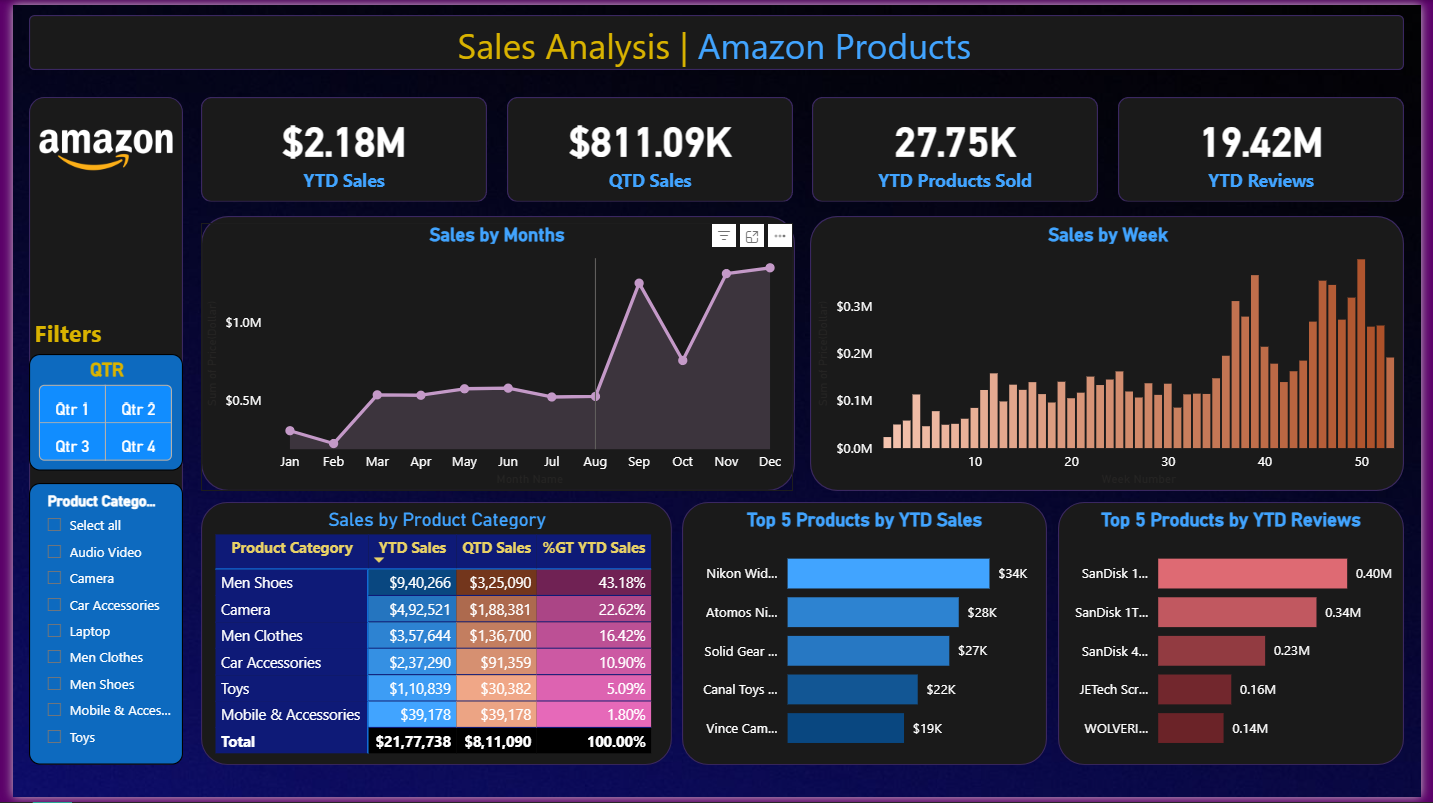 Sales Analysis | Amazon Products
amazon
$2.18M
YTD Sales
$811.09K
QTD Sales
27.75K
YTD Products Sold
19.42M
YTD Reviews
Filters
QTR
Qtr 1
Qtr 2
Qtr 3
Qtr 4
Product Catego...
Select all
Audio Video
Camera
Car Accessories
Laptop
Men Clothes
Men Shoes
Mobile & Acces...
Toys
Sales by Months
$1.0M
$0.5M
Jan Feb Mar Apr May Jun Jul Aug Sep Oct Nov Dec
Month Name
Sales by Week
$0.3M
$0.2M
$0.1M
$0.0M
10 20 30 40 50
Week Number
Sales by Product Category
Product Category YTD Sales QTD Sales %GT YTD Sales
Men Shoes $9,40,266 $3,25,090 43.18%
Camera $4,92,521 $1,88,381 22.62%
Men Clothes $3,57,644 $1,36,700 16.42%
Car Accessories $2,37,290 $91,359 10.90%
Toys $1,10,839 $30,382 5.09%
Mobile & Accessories $39,178 $39,178 1.80%
Total $21,77,738 $8,11,090 100.00%
Top 5 Products by YTD Sales
Nikon Wid... $34K
Atomos Ni... $28K
Solid Gear ... $27K
Canal Toys ... $22K
Vince Cam... $19K
Top 5 Products by YTD Reviews
SanDisk 1... 0.40M
SanDisk 1T... 0.34M
SanDisk 4... 0.23M
JETech Scr... 0.16M
WOLVERI... 0.14M